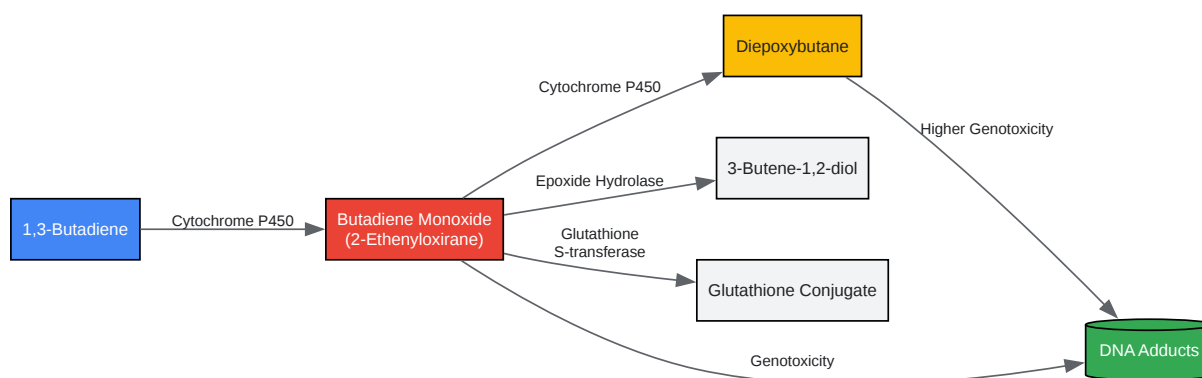 Diepoxybutane
Cytochrome P450
Higher Genotoxicity
3-Butene-1,2-diol
Epoxide Hydrolase
1,3-Butadiene
Cytochrome P450
Butadiene Monoxide
(2-Ethenyloxirane)
Glutathione
S-transferase
Glutathione Conjugate
DNA Adducts
Genotoxicity